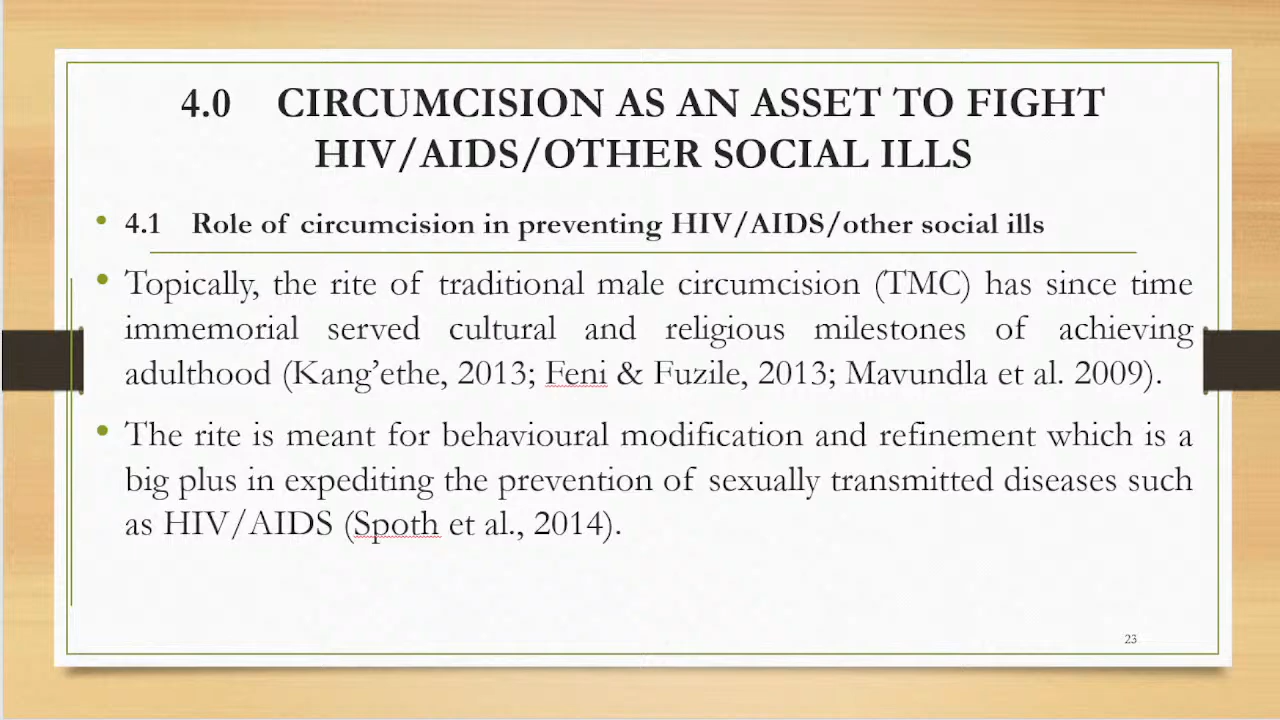 4.0 CIRCUMCISION AS AN ASSET TO FIGHT
HIV/AIDS/OTHER SOCIAL ILLS
• 4.1 Role of circumcision in preventing HIV/AIDS/other social ills
• Topically, the rite of traditional male circumcision (TMC) has since time
immemorial served cultural and religious milestones of achieving
adulthood (Kang’ethe, 2013; Feni & Fuzile, 2013; Mavundla et al. 2009).
• The rite is meant for behavioural modification and refinement which is a
big plus in expediting the prevention of sexually transmitted diseases such
as HIV/AIDS (Spoth et al., 2014).
23